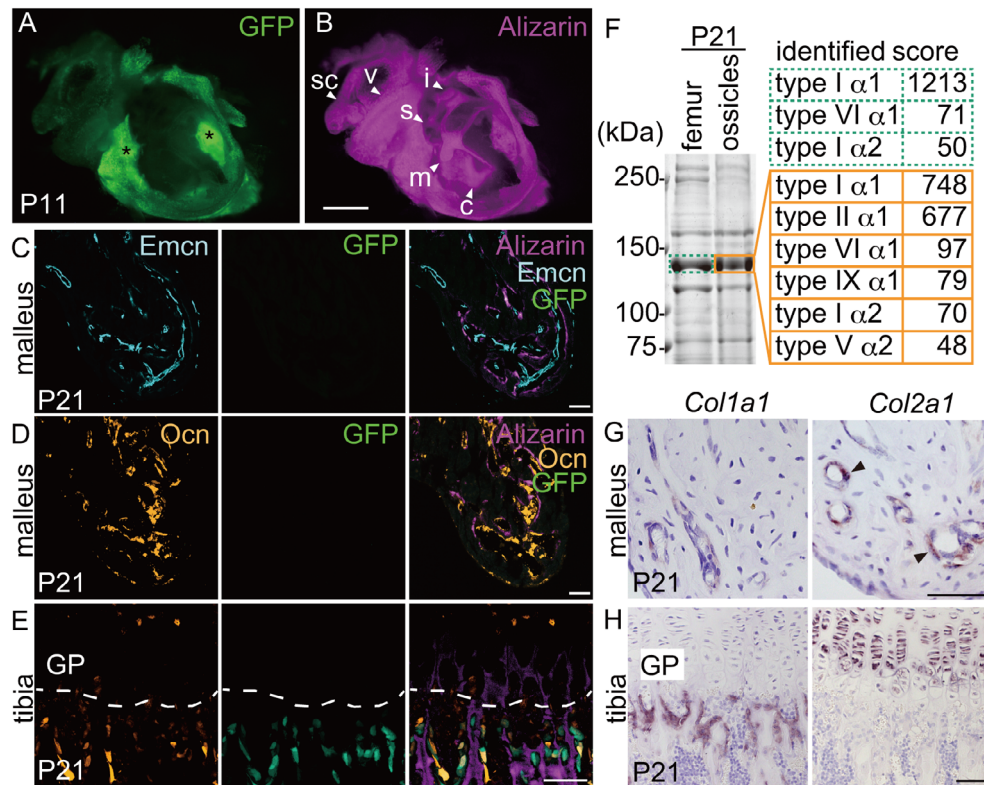 A
GFP
P11
*
*
B
Alizarin
sc
v
i
s
m
c
C
malleus
Emcn
P21
GFP
Alizarin
Emcn
GFP
D
malleus
Ocn
P21
GFP
Alizarin
Ocn
GFP
E
tibia
GP
P21
F
P21
femur
ossicles
(kDa)
250
150
100
75
identified score
type I α1 1213
type VI α1 71
I α2 50
type I α1 748
type II α1 677
type VI α1 97
type IX α1 79
type I α2 70
type V α2 48
Col1a1
Col2a1
G
malleus
P21
H
tibia
GP
P21